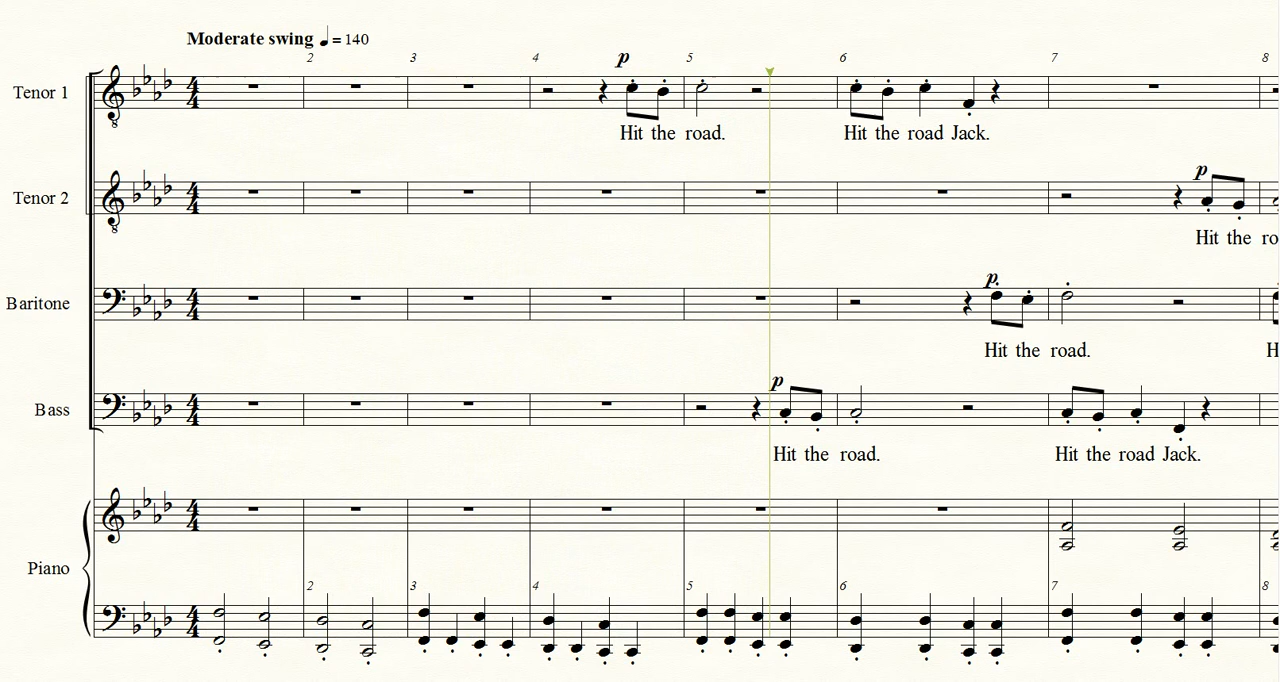 Moderate swing ♩ = 140
2 3 4 p 5 6 7 8
Tenor 1
Hit the road. Hit the road Jack.
p
Tenor 2
Hit the ro
p
Baritone
Hit the road. H
p
Bass
Hit the road. Hit the road Jack.
Piano
2 3 4 5 6 7 8